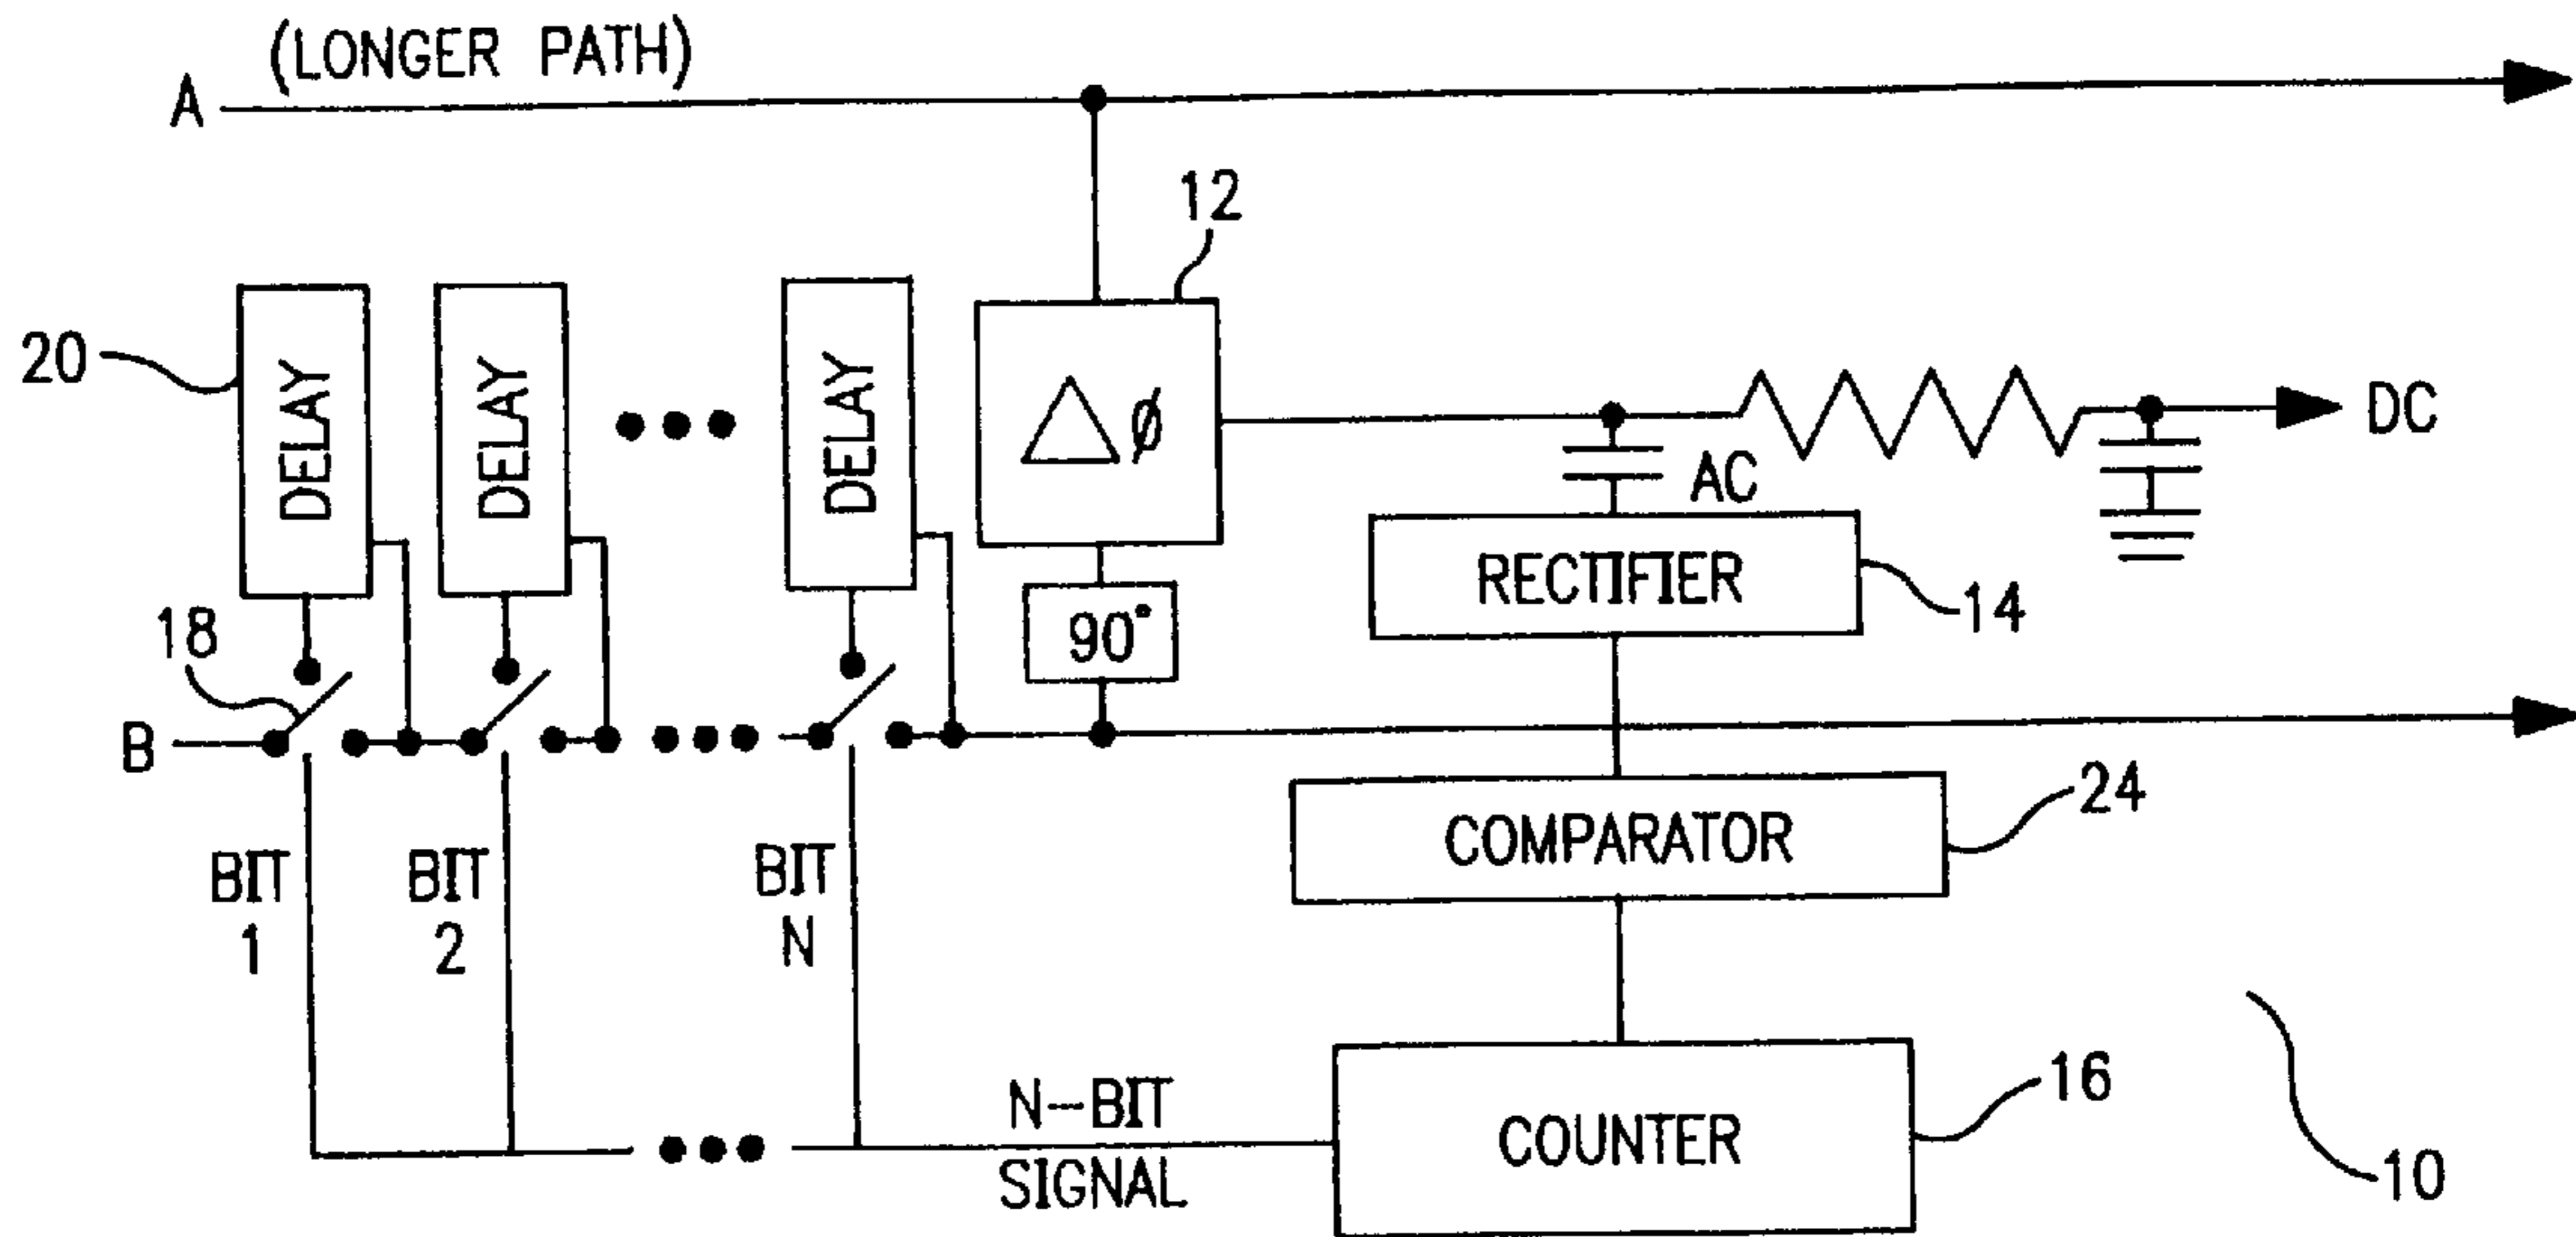 (LONGER PATH)
A
12
20
DELAY
DELAY
DELAY
△ø
DC
AC
RECTIFIER
14
90°
18
B
COMPARATOR
24
BIT
1
BIT
2
BIT
N
N--BIT
SIGNAL
COUNTER
16
10